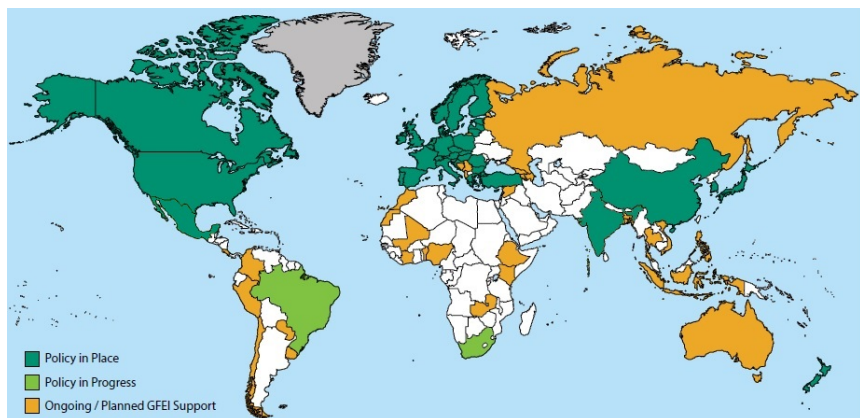 Policy in Place
Policy in Progress
Ongoing / Planned GFEI Support